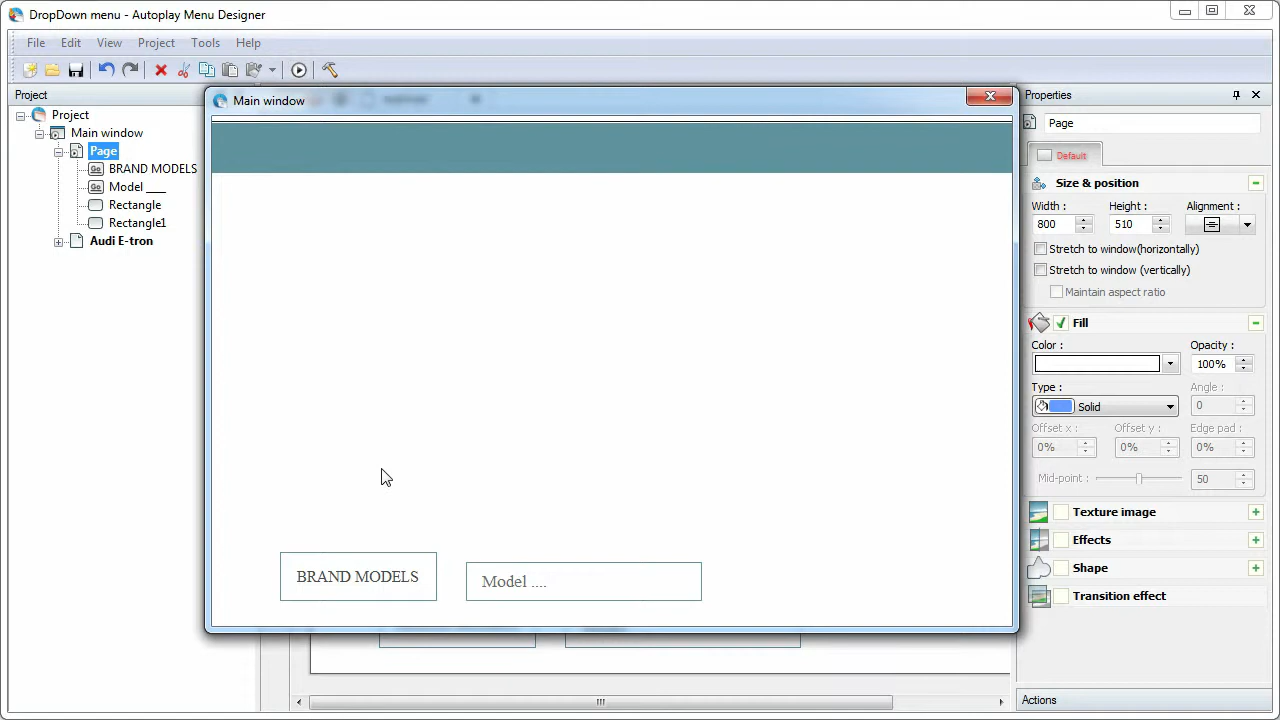 DropDown menu - Autoplay Menu Designer
File Edit View Project Tools Help
Project
Project
Main window
Page
BRAND MODELS
Model ___
Rectangle
Rectangle1
Audi E-tron
Main window
BRAND MODELS
Model ....
Properties
Page
Default
Size & position
Width : Height : Alignment :
800 510
Stretch to window(horizontally)
Stretch to window (vertically)
Maintain aspect ratio
Fill
Color : Opacity :
100%
Type : Angle :
Solid 0
Offset x : Offset y : Edge pad :
0% 0% 0%
Mid-point : 50
Texture image
Effects
Shape
Transition effect
Actions